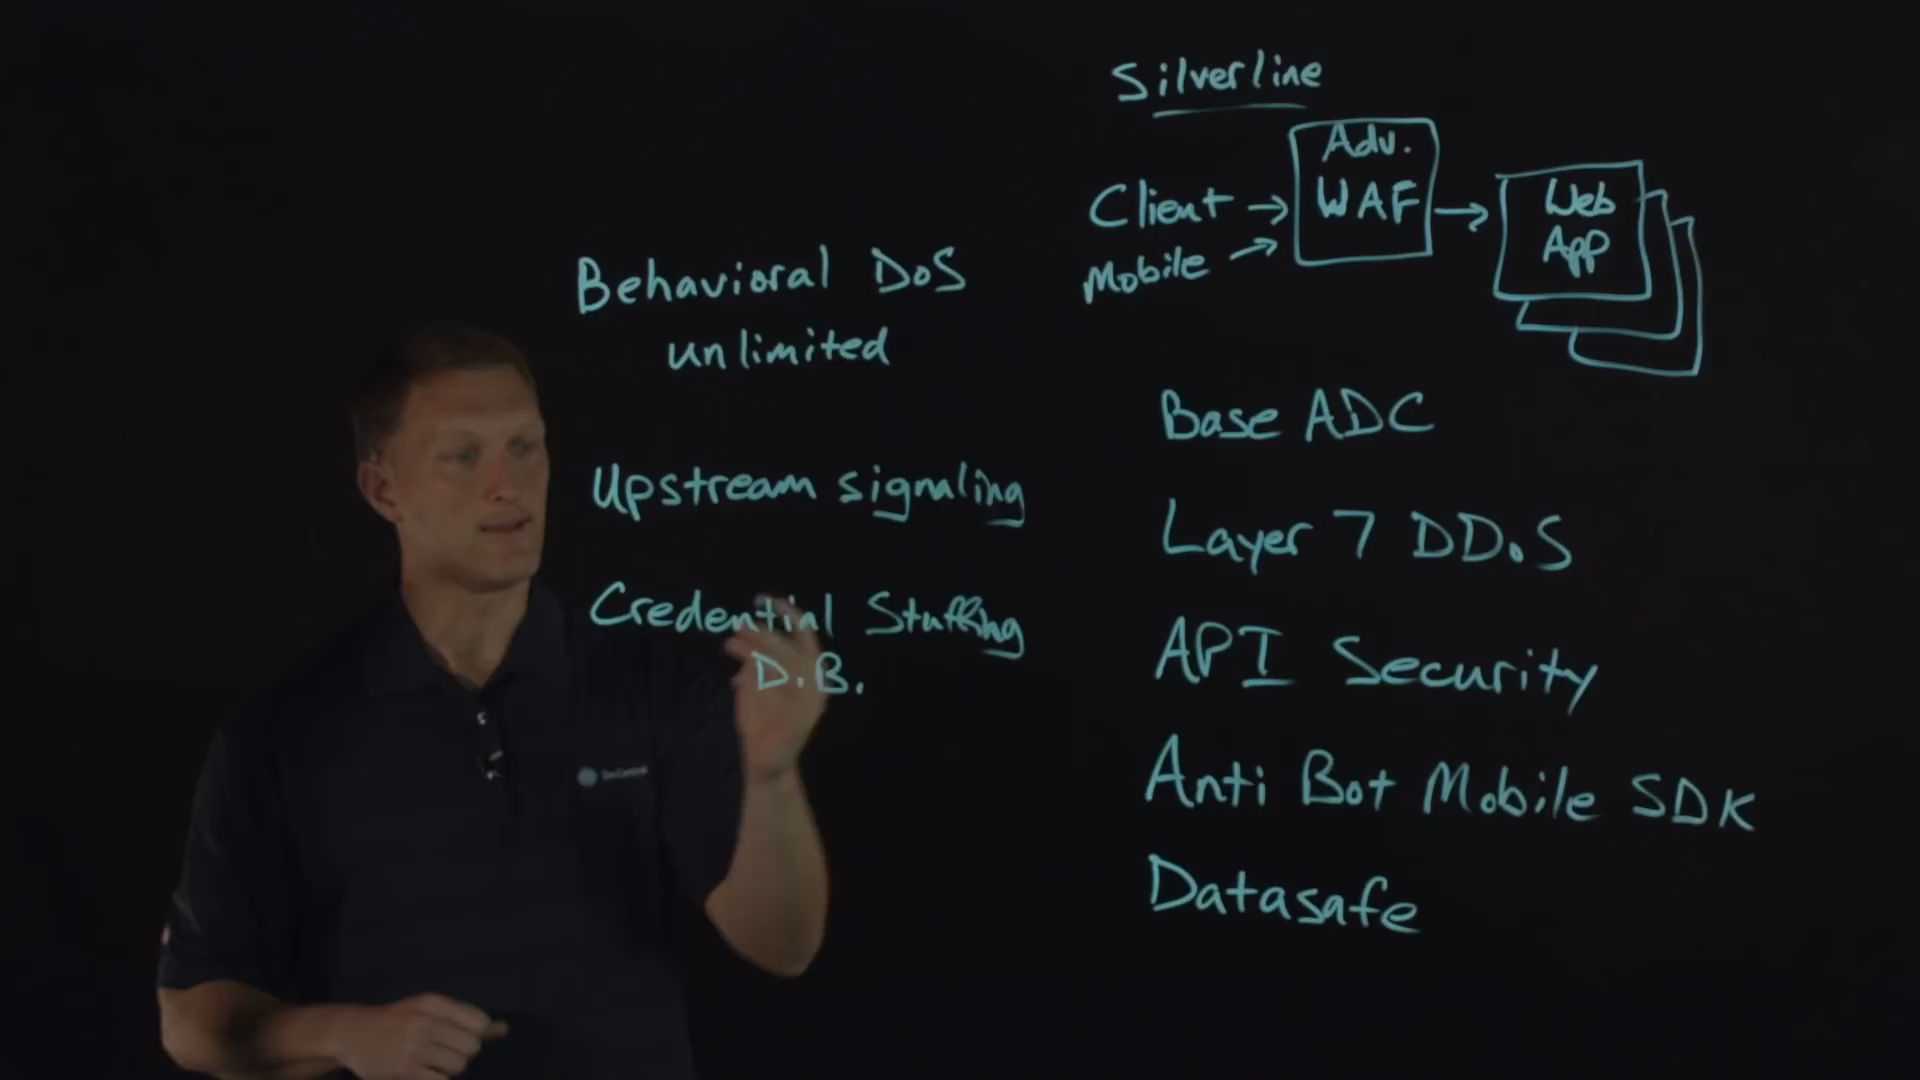 Silverline
Adv.
WAF
Client →
Mobile →
Web
App
Behavioral DoS
unlimited
Upstream signaling
Credential Stuffing
D.B.
Base ADC
Layer 7 DDoS
API Security
Anti Bot Mobile SDK
Datasafe